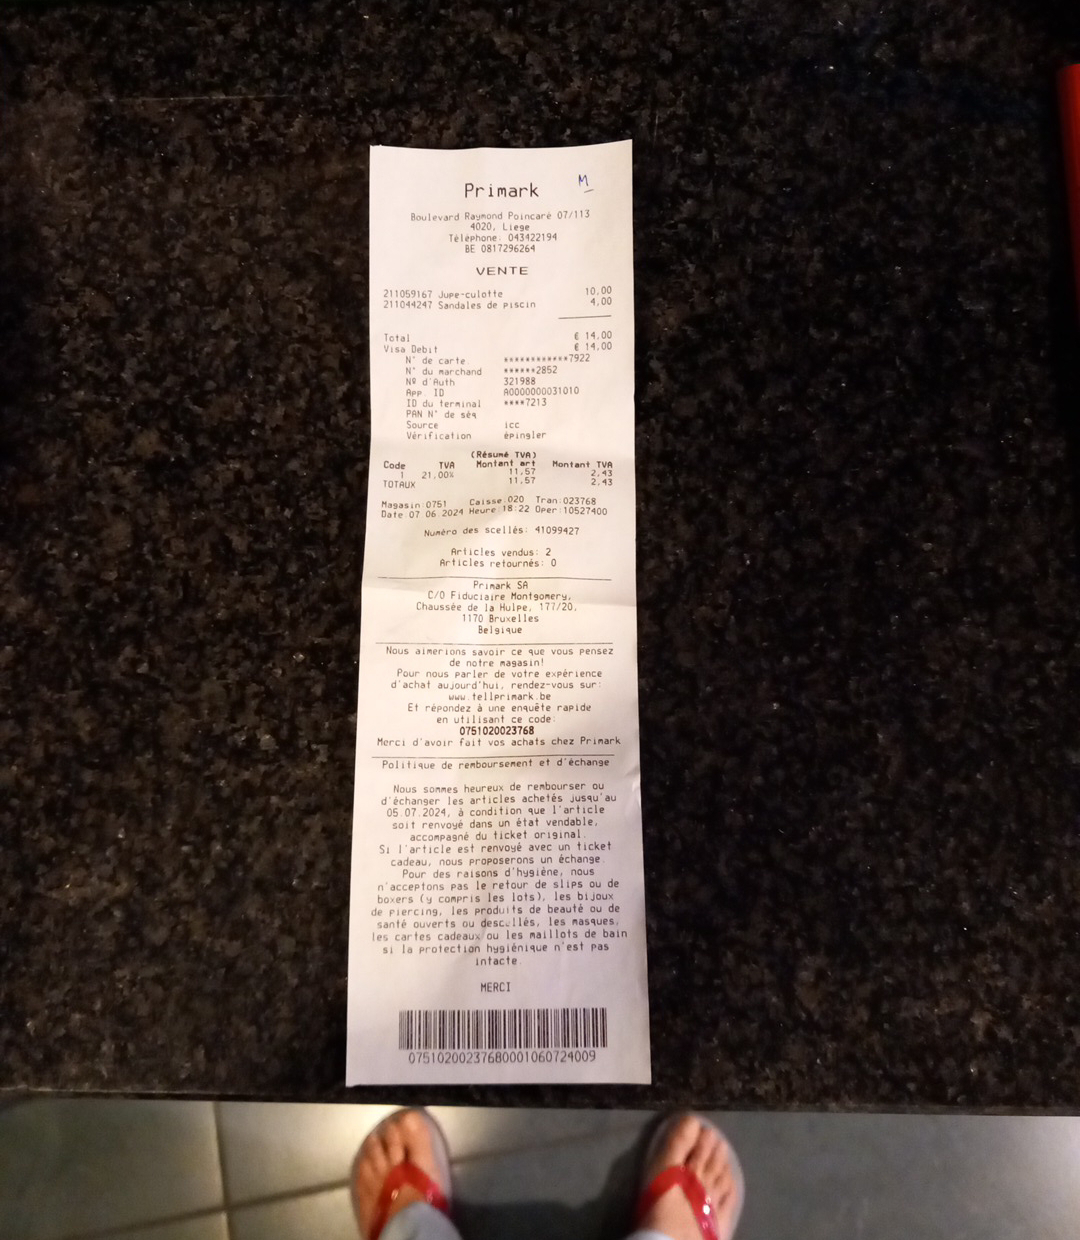 Primark
M
Boulevard Raymond Poincaré 07/113
4020, Liege
Téléphone: 043422194
BE 0817296264
VENTE
211059167 Jupe-culotte 10,00
211044247 Sandales de piscin 4,00
Total € 14,00
Visa Debit € 14,00
N° de carte ************7922
N° du marchand ******2852
Nº d'Auth 321988
App. ID A0000000031010
ID du terminal ****7213
PAN N° de séq
Source icc
Vérification épingler
(Résumé TVA)
Code TVA Montant art Montant TVA
1 21,00% 11,57 2,43
TOTAUX 11,57 2,43
Magasin:0751 Caisse:020 Tran:023768
Date 07.06.2024 Heure:18:22 Oper:10527400
Numéro des scellés: 41099427
Articles vendus: 2
Articles retournés: 0
Primark SA
C/O Fiduciaire Montgomery,
Chaussée de la Hulpe, 177/20,
1170 Bruxelles
Belgique
Nous aimerions savoir ce que vous pensez
de notre magasin!
Pour nous parler de votre expérience
d'achat aujourd'hui, rendez-vous sur:
www.tellprimark.be
Et répondez à une enquête rapide
en utilisant ce code:
0751020023768
Merci d'avoir fait vos achats chez Primark
Politique de remboursement et d'échange
Nous sommes heureux de rembourser ou
d'échanger les articles achetés jusqu'au
05.07.2024, à condition que l'article
soit renvoyé dans un état vendable,
accompagné du ticket original.
Si l'article est renvoyé avec un ticket
cadeau, nous proposerons un échange.
Pour des raisons d'hygiène, nous
n'acceptons pas le retour de slips ou de
boxers (y compris les lots), les bijoux
de piercing, les produits de beauté ou de
santé ouverts ou descellés, les masques,
les cartes cadeaux ou les maillots de bain
si la protection hygiénique n'est pas
intacte.
MERCI
07510200237680001060724009